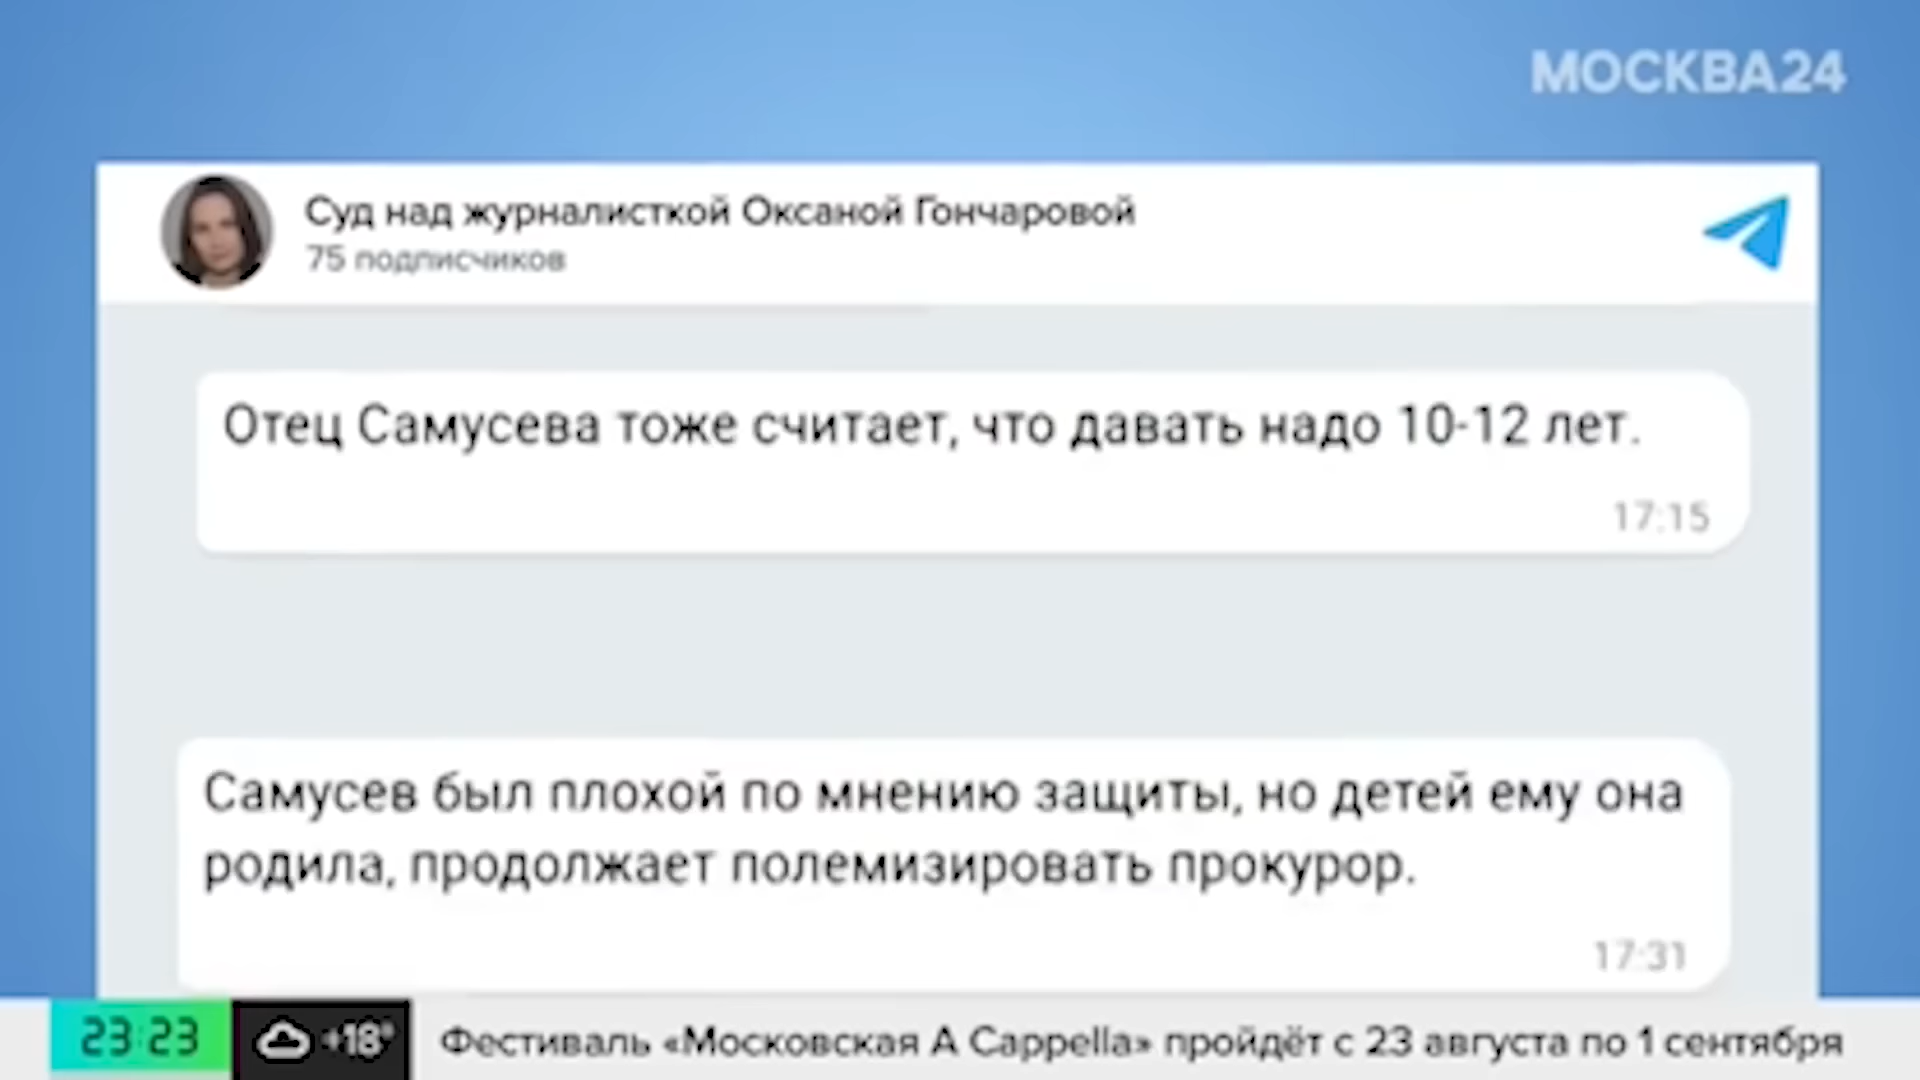 МОСКВА24
Суд над журналисткой Оксаной Гончаровой
75 подписчиков
Отец Самусева тоже считает, что давать надо 10-12 лет.
17:15
Самусев был плохой по мнению защиты, но детей ему она
родила, продолжает полемизировать прокурор.
17:31
23:23 +18° Фестиваль «Московская A Cappella» пройдёт с 23 августа по 1 сентября